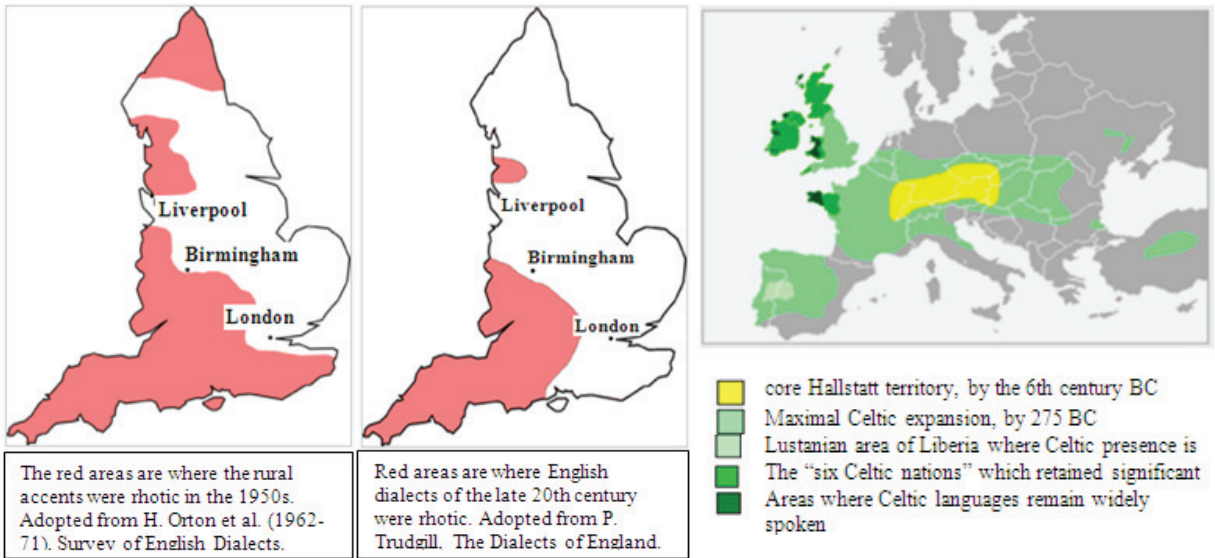 Liverpool
Birmingham
London
The red areas are where the rural
accents were rhotic in the 1950s.
Adopted from H. Orton et al. (1962-
71). Survey of English Dialects.
Liverpool
Birmingham
London
Red areas are where English
dialects of the late 20th century
were rhotic. Adopted from P.
Trudgill, The Dialects of England.
core Hallstatt territory, by the 6th century BC
Maximal Celtic expansion, by 275 BC
Lustanian area of Liberia where Celtic presence is
The “six Celtic nations” which retained significant
Areas where Celtic languages remain widely
spoken